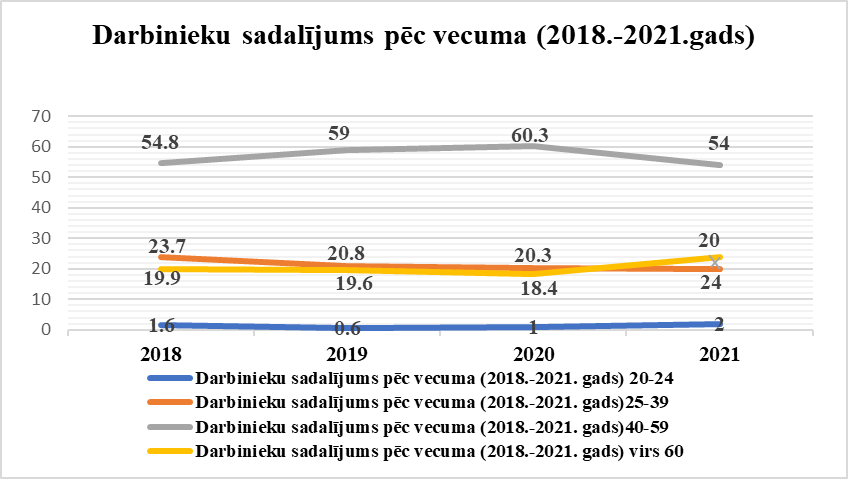 Darbinieku sadalījums pēc vecuma (2018.-2021.gads)
70
60
50
40
30
20
10
0
54.8 59 60.3 54
23.7 20.8 20.3 20
19.9 19.6 18.4 24
1.6 0.6 1 2
2018 2019 2020 2021
Darbinieku sadalījums pēc vecuma (2018.-2021. gads) 20-24
Darbinieku sadalījums pēc vecuma (2018.-2021. gads)25-39
Darbinieku sadalījums pēc vecuma (2018.-2021. gads)40-59
Darbinieku sadalījums pēc vecuma (2018.-2021. gads) virs 60